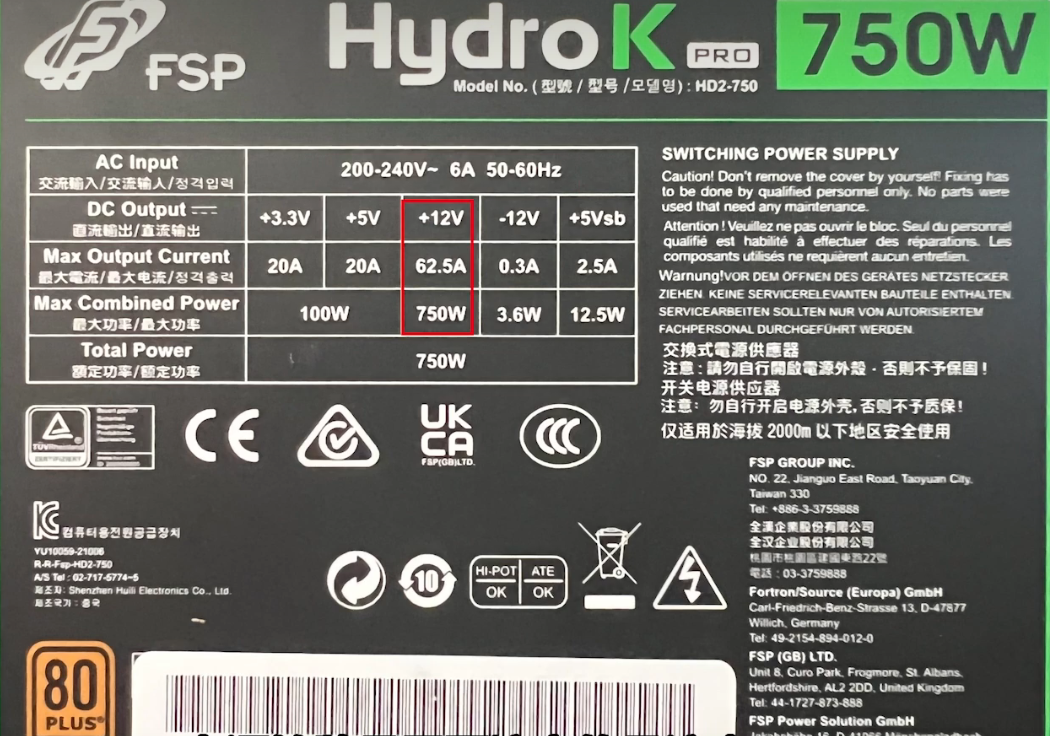 FSP
Hydro K PRO 750W
Model No. ( 型號 / 型号 /모델명) : HD2-750
AC Input 200-240V~ 6A 50-60Hz
交流輸入/交流输入/정격입력
DC Output +3.3V +5V +12V -12V +5Vsb
直流輸出/直流输出
Max Output Current 20A 20A 62.5A 0.3A 2.5A
最大電流/最大电流/정격출력
Max Combined Power 100W 750W 3.6W 12.5W
最大功率/最大功率
Total Power 750W
額定功率/额定功率
SWITCHING POWER SUPPLY
Caution! Don't remove the cover by yourself! Fixing has
to be done by qualified personnel only. No parts were
used that need any maintenance.
Attention ! Veuillez ne pas ouvrir le bloc. Seul du personnel
qualifié est habilité à effectuer des réparations. Les
composants utilisés ne requièrent aucun entretien.
Warnung!VOR DEM ÖFFNEN DES GERÄTES NETZSTECKER
ZIEHEN. KEINE SERVICERELEVANTEN BAUTEILE ENTHALTEN.
SERVICEARBEITEN SOLLTEN NUR VON AUTORISIERTEM
FACHPERSONAL DURCHGEFÜHRT WERDEN.
交換式電源供應器
注意 : 請勿自行開啟電源外殼，否則不予保固 !
开关电源供应器
注意: 勿自行开启电源外壳,否则不予质保!
仅适用於海拔 2000m 以下地区安全使用
TÜVRheinland
ZERTIFIZIERT
CE
UK
CA
FSP(GB)LTD.
CCC
컴퓨터용전원공급장치
YU10059-21006
R-R-Fsp-HD2-750
A/S Tel : 02-717-5774~5
제조자: Shenzhen Huili Electronics Co., Ltd.
제조국가 : 중국
10
HI-POT ATE
OK OK
FSP GROUP INC.
NO. 22, Jianguo East Road, Taoyuan City,
Taiwan 330
Tel: +886-3-3759888
全漢企業股份有限公司
全汉企业股份有限公司
桃園市桃園區建國東路22號
電話 : 03-3759888
Fortron/Source (Europa) GmbH
Carl-Friedrich-Benz-Strasse 13, D-47877
Willich, Germany
Tel: 49-2154-894-012-0
FSP (GB) LTD.
Unit 8, Curo Park, Frogmore, St. Albans,
Hertfordshire, AL2 2DD, United Kingdom
Tel: 44-1727-873-888
FSP Power Solution GmbH
80
PLUS®